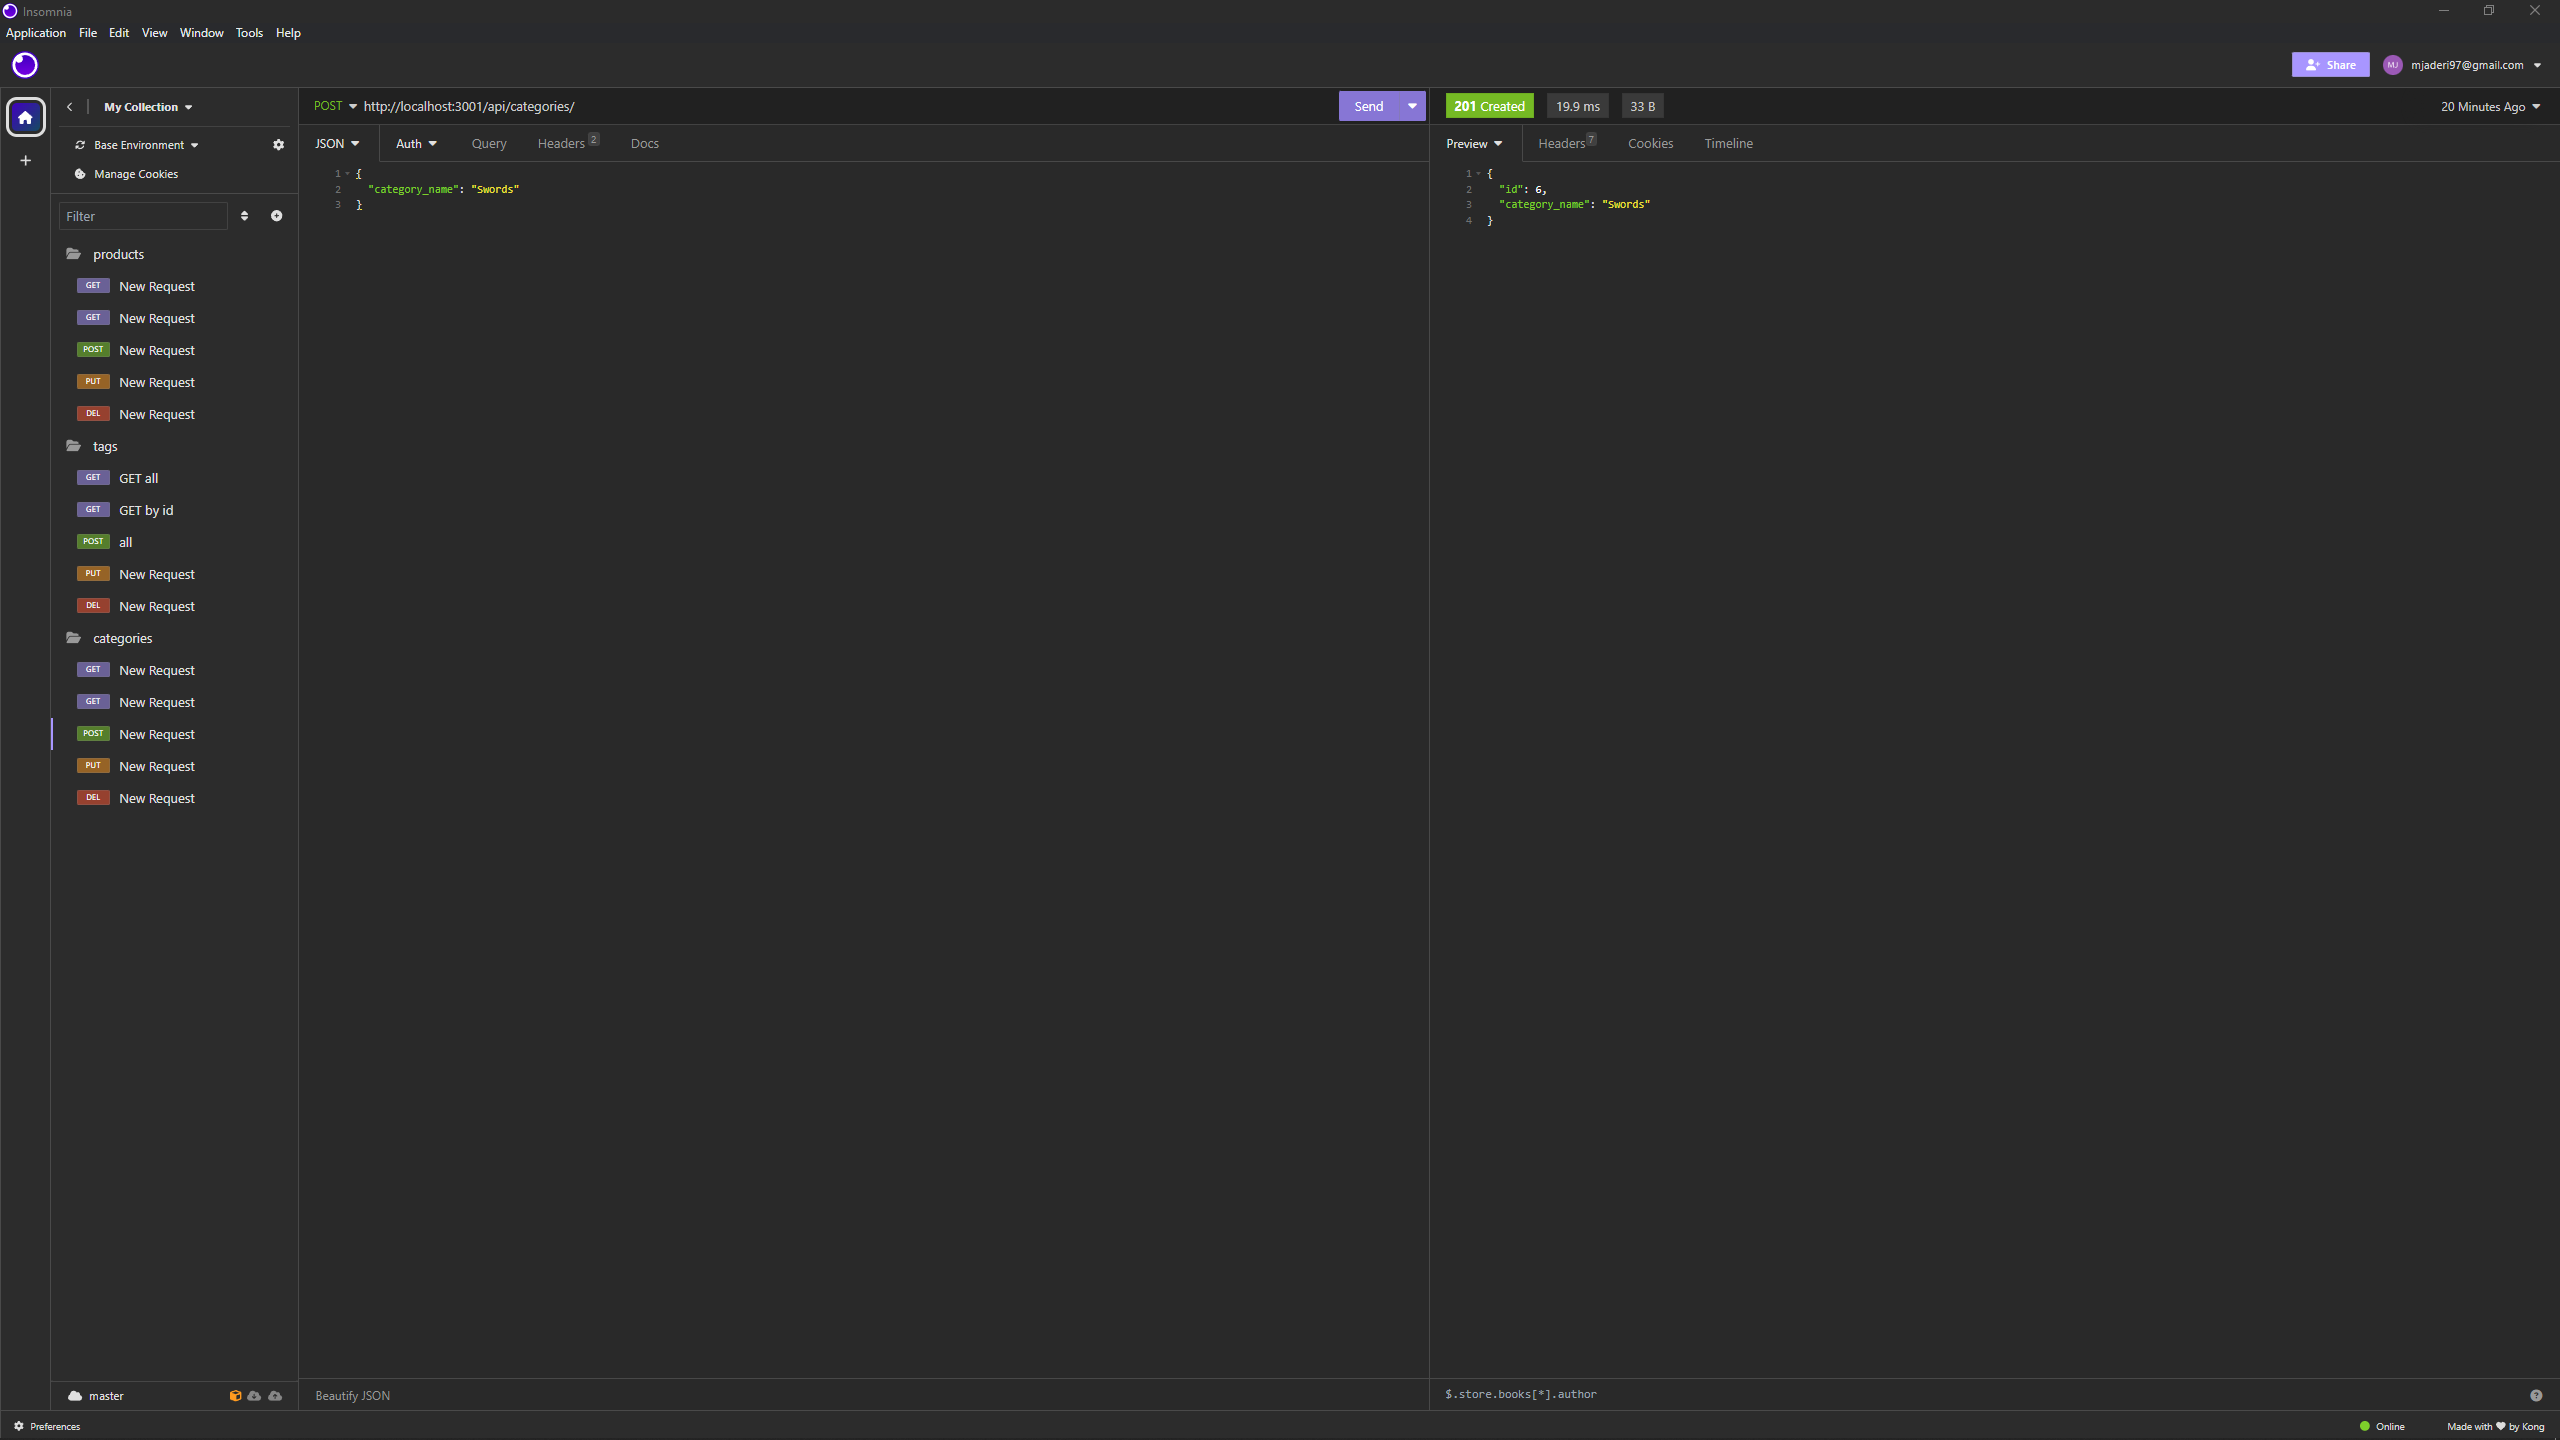 Insomnia
Application File Edit View Window Tools Help
Share MJ mjaderi97@gmail.com
My Collection
Base Environment
Manage Cookies
Filter
products
GET New Request
GET New Request
POST New Request
PUT New Request
DEL New Request
tags
GET GET all
GET GET by id
POST all
PUT New Request
DEL New Request
categories
GET New Request
GET New Request
POST New Request
PUT New Request
DEL New Request
master
POST http://localhost:3001/api/categories/ Send
JSON Auth Query Headers 2 Docs
1 {
2 "category_name": "Swords"
3 }
Beautify JSON
201 Created 19.9 ms 33 B 20 Minutes Ago
Preview Headers 7 Cookies Timeline
1 {
2 "id": 6,
3 "category_name": "Swords"
4 }
$.store.books[*].author
Preferences Online Made with ♥ by Kong